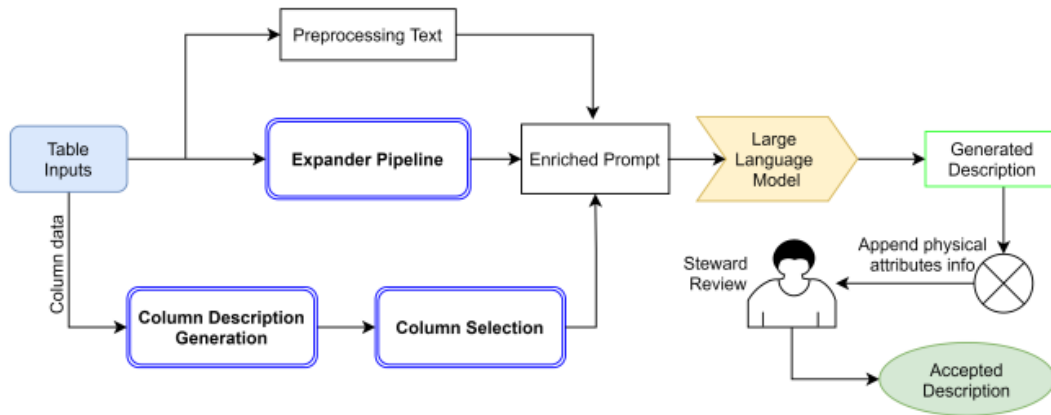 Preprocessing Text
Table
Inputs
Expander Pipeline
Enriched Prompt
Large
Language
Model
Generated
Description
Column data
Column Description
Generation
Column Selection
Steward
Review
Append physical
attributes info
Accepted
Description